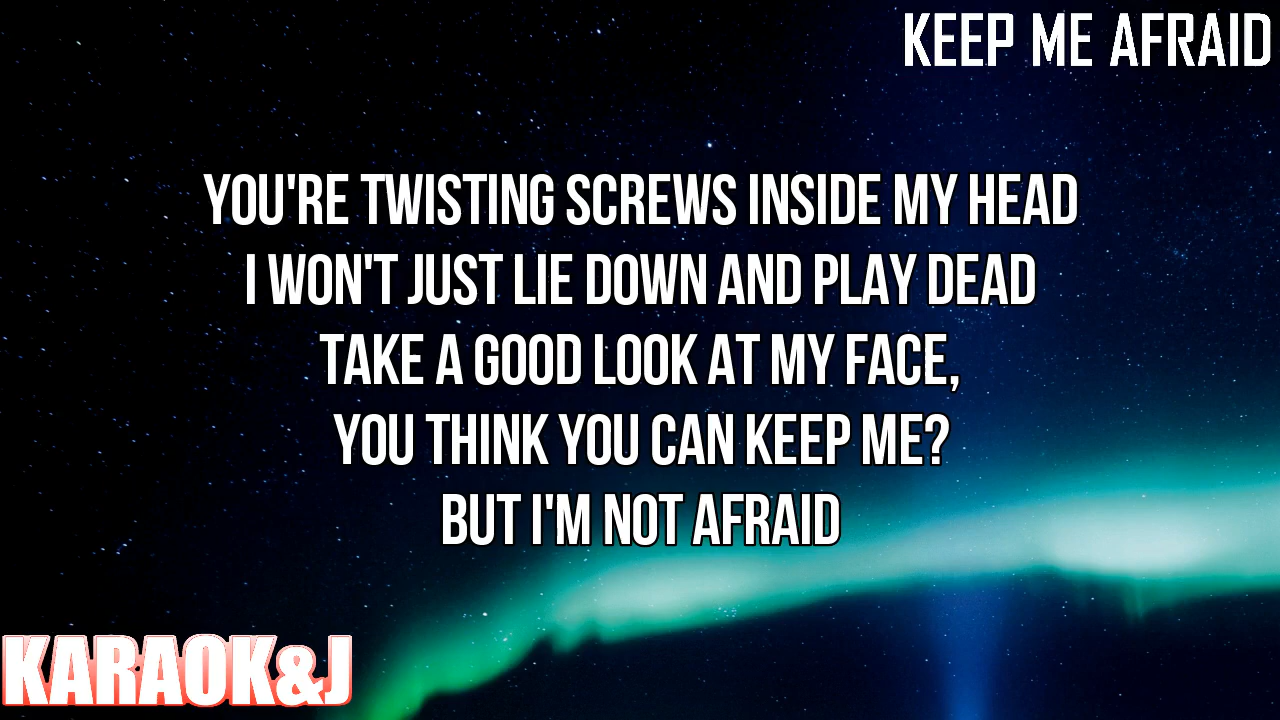 KEEP ME AFRAID
YOU'RE TWISTING SCREWS INSIDE MY HEAD
I WON'T JUST LIE DOWN AND PLAY DEAD
TAKE A GOOD LOOK AT MY FACE,
YOU THINK YOU CAN KEEP ME?
BUT I'M NOT AFRAID
KARAOK&J